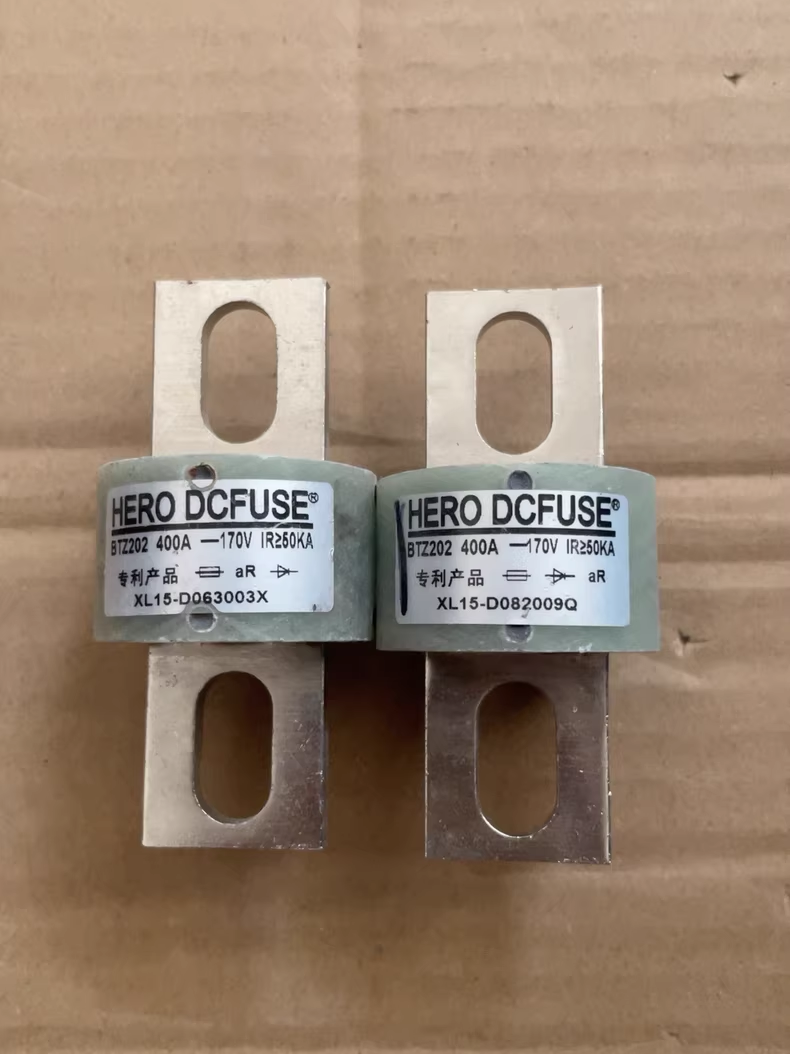 HERO DCFUSE®
BTZ202 400A —170V IR≥50KA
专利产品 aR
XL15-D063003X
HERO DCFUSE®
BTZ202 400A —170V IR≥50KA
专利产品 aR
XL15-D082009Q